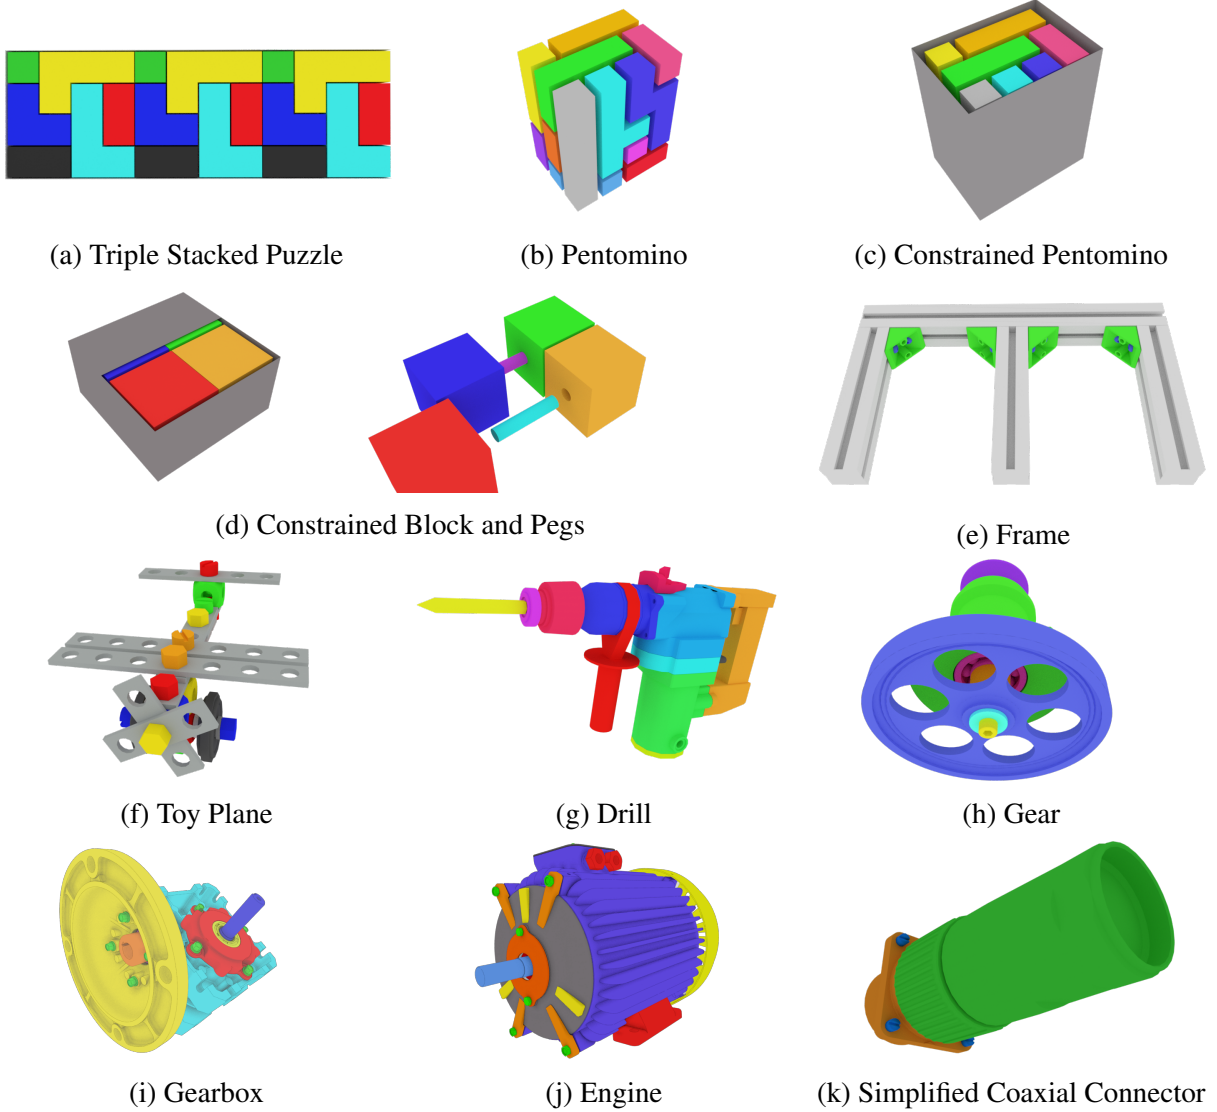 (a) Triple Stacked Puzzle
(b) Pentomino
(c) Constrained Pentomino
(d) Constrained Block and Pegs
(e) Frame
(f) Toy Plane
(g) Drill
(h) Gear
(i) Gearbox
(j) Engine
(k) Simplified Coaxial Connector